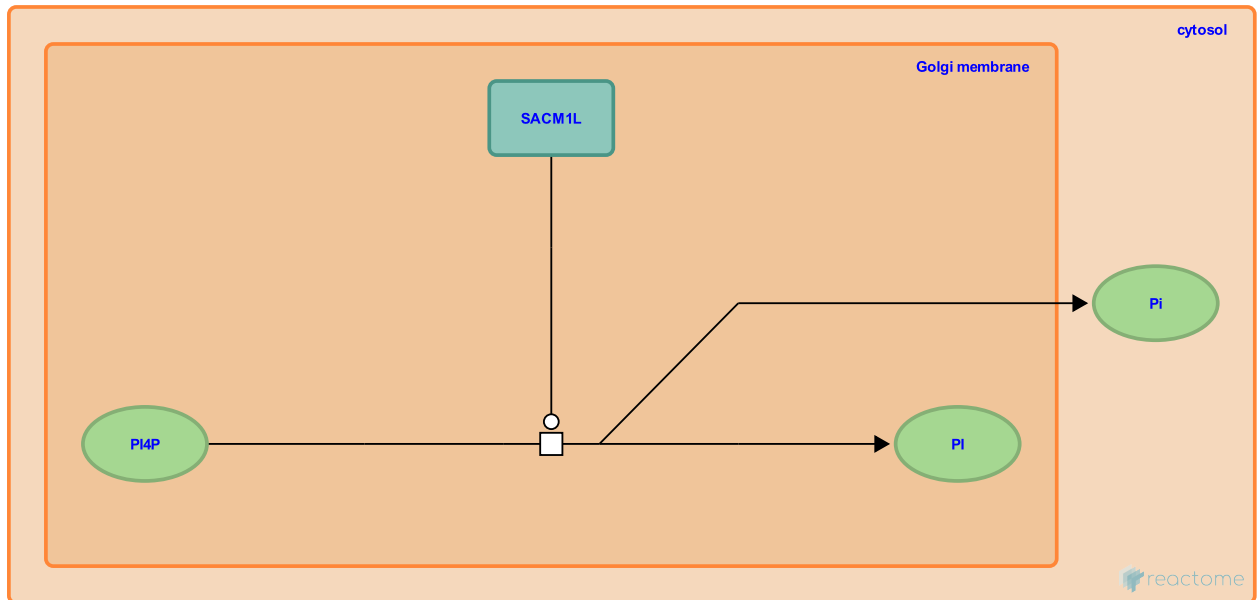 cytosol
Golgi membrane
SACM1L
Pi
PI4P
PI
reactome